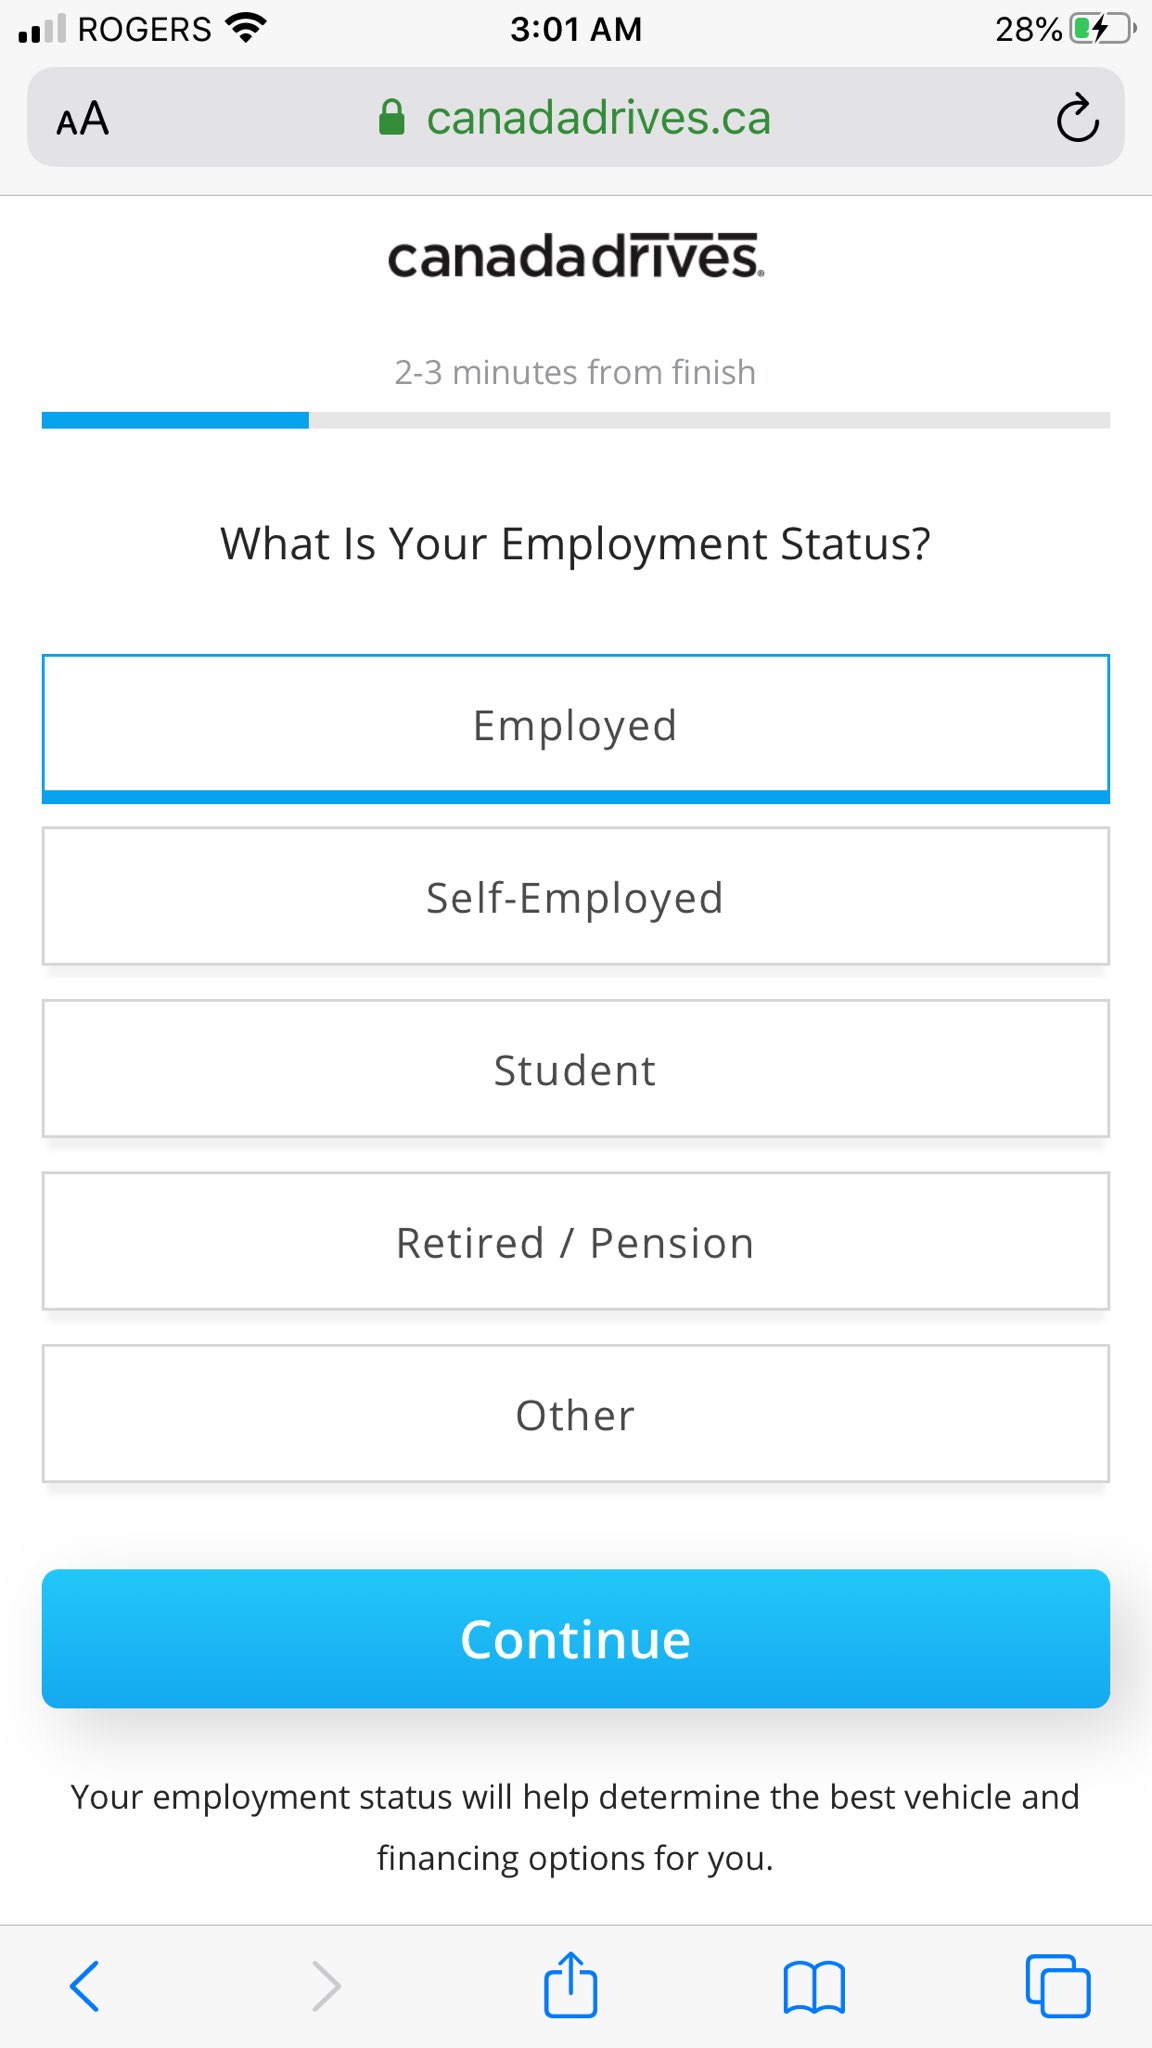 ROGERS 3:01 AM 28%
AA canadadrives.ca
canadadrives®
2-3 minutes from finish
What Is Your Employment Status?
Employed
Self-Employed
Student
Retired / Pension
Other
Continue
Your employment status will help determine the best vehicle and
financing options for you.